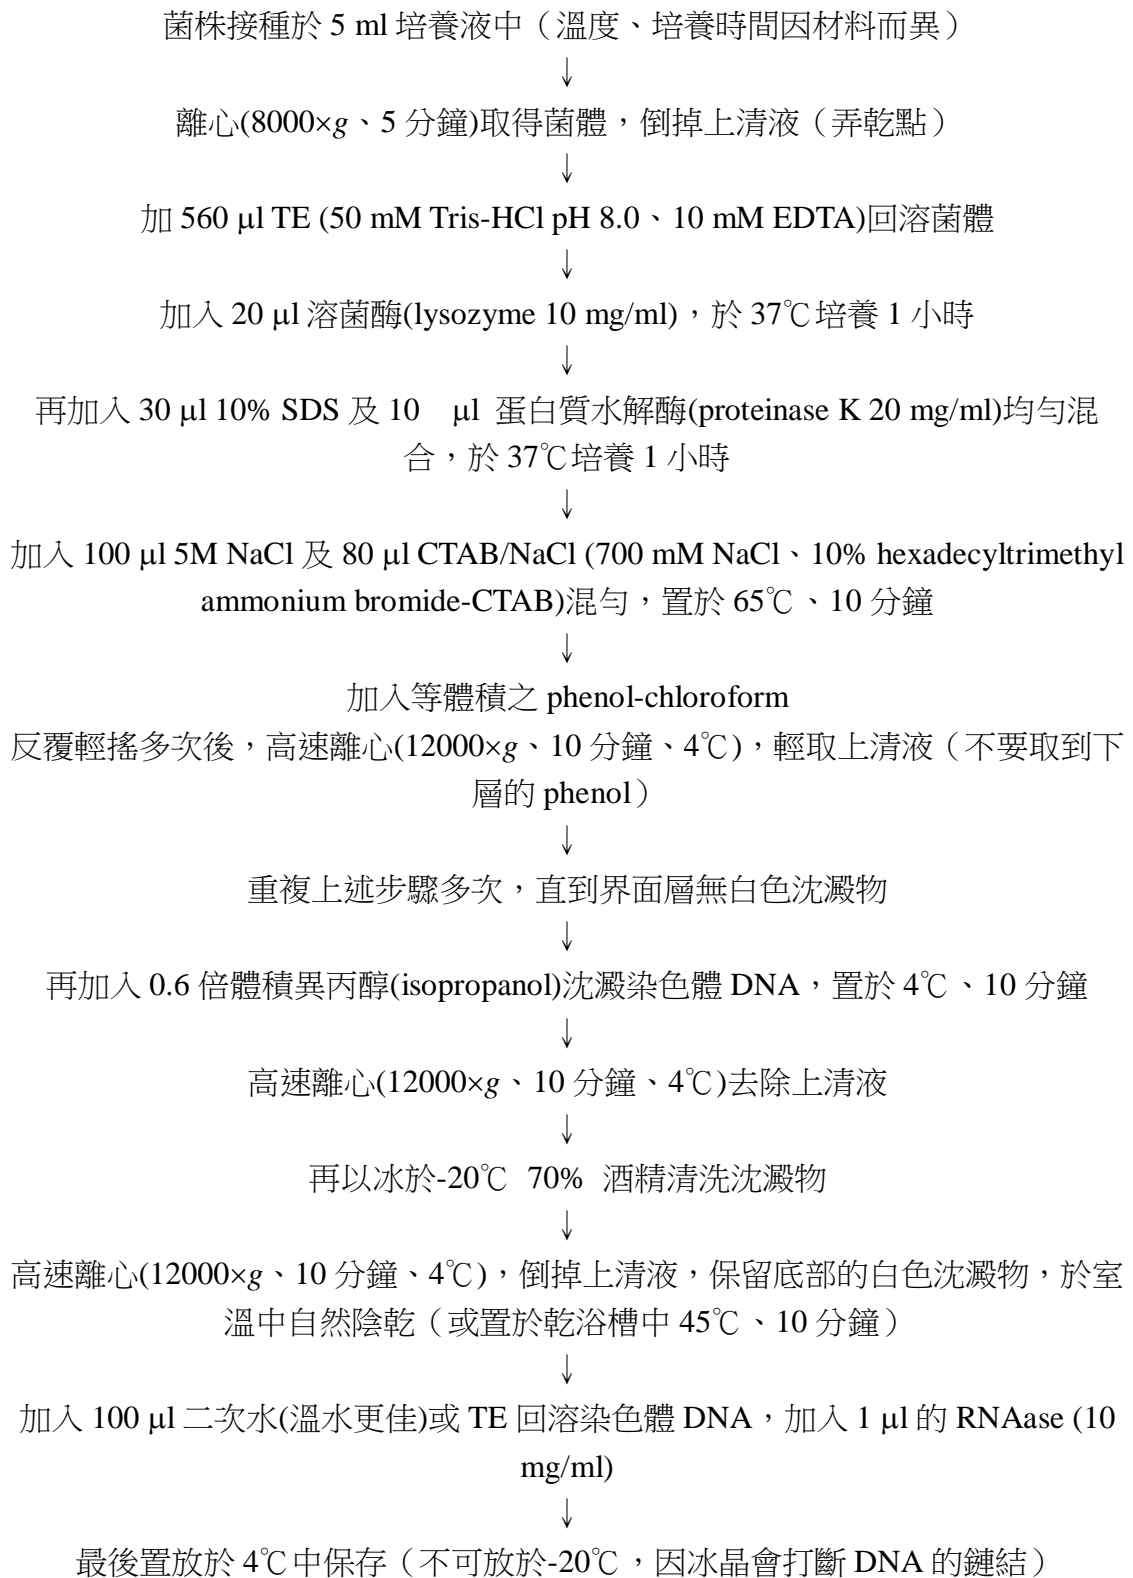 菌株接種於 5 ml 培養液中（溫度、培養時間因材料而異）
↓
離心(8000×g、5 分鐘)取得菌體，倒掉上清液（弄乾點）
↓
加 560 μl TE (50 mM Tris-HCl pH 8.0、10 mM EDTA)回溶菌體
↓
加入 20 μl 溶菌酶(lysozyme 10 mg/ml)，於 37℃培養 1 小時
↓
再加入 30 μl 10% SDS 及 10 μl 蛋白質水解酶(proteinase K 20 mg/ml)均勻混
合，於 37℃培養 1 小時
↓
加入 100 μl 5M NaCl 及 80 μl CTAB/NaCl (700 mM NaCl、10% hexadecyltrimethyl
ammonium bromide-CTAB)混勻，置於 65℃、10 分鐘
↓
加入等體積之 phenol-chloroform
反覆輕搖多次後，高速離心(12000×g、10 分鐘、4℃)，輕取上清液（不要取到下
層的 phenol）
↓
重複上述步驟多次，直到界面層無白色沈澱物
↓
再加入 0.6 倍體積異丙醇(isopropanol)沈澱染色體 DNA，置於 4℃、10 分鐘
↓
高速離心(12000×g、10 分鐘、4℃)去除上清液
↓
再以冰於-20℃ 70% 酒精清洗沈澱物
↓
高速離心(12000×g、10 分鐘、4℃)，倒掉上清液，保留底部的白色沈澱物，於室
溫中自然陰乾（或置於乾浴槽中 45℃、10 分鐘）
↓
加入 100 μl 二次水(溫水更佳)或 TE 回溶染色體 DNA，加入 1 μl 的 RNAase (10
mg/ml)
↓
最後置放於 4℃中保存（不可放於-20℃，因冰晶會打斷 DNA 的鏈結）